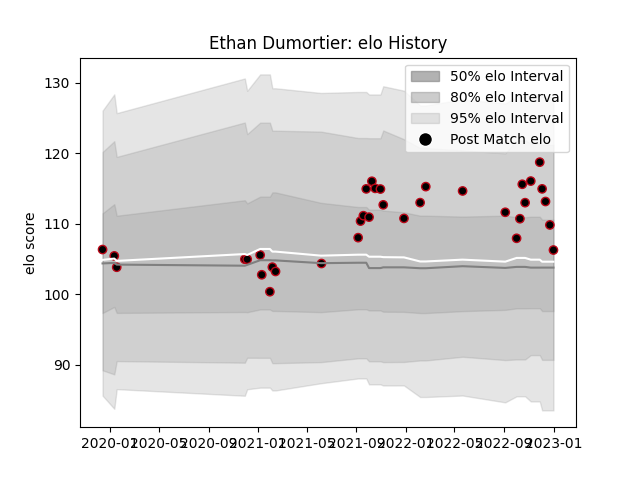 Ethan Dumortier: elo History
50% elo Interval
80% elo Interval
95% elo Interval
Post Match elo
elo score
130
120
110
100
90
2020-01 2020-05 2020-09 2021-01 2021-05 2021-09 2022-01 2022-05 2022-09 2023-01